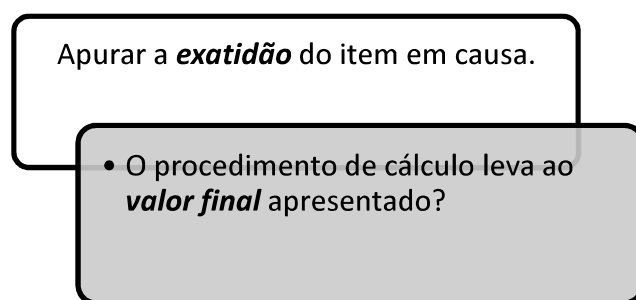 Apurar a exatidão do item em causa.
• O procedimento de cálculo leva ao
valor final apresentado?